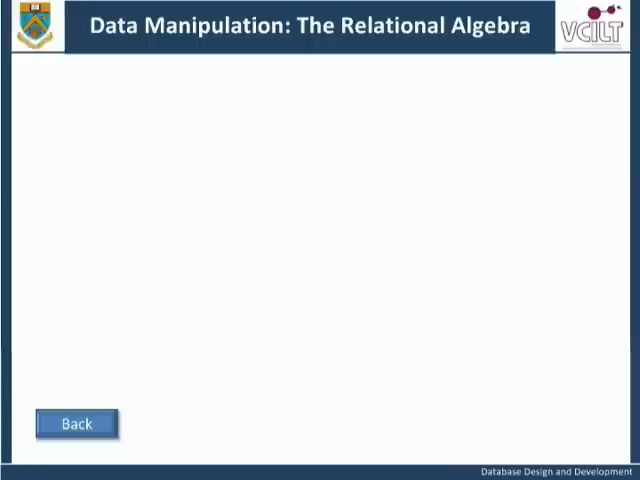 Data Manipulation: The Relational Algebra
VCILT
Back
Database Design and Development